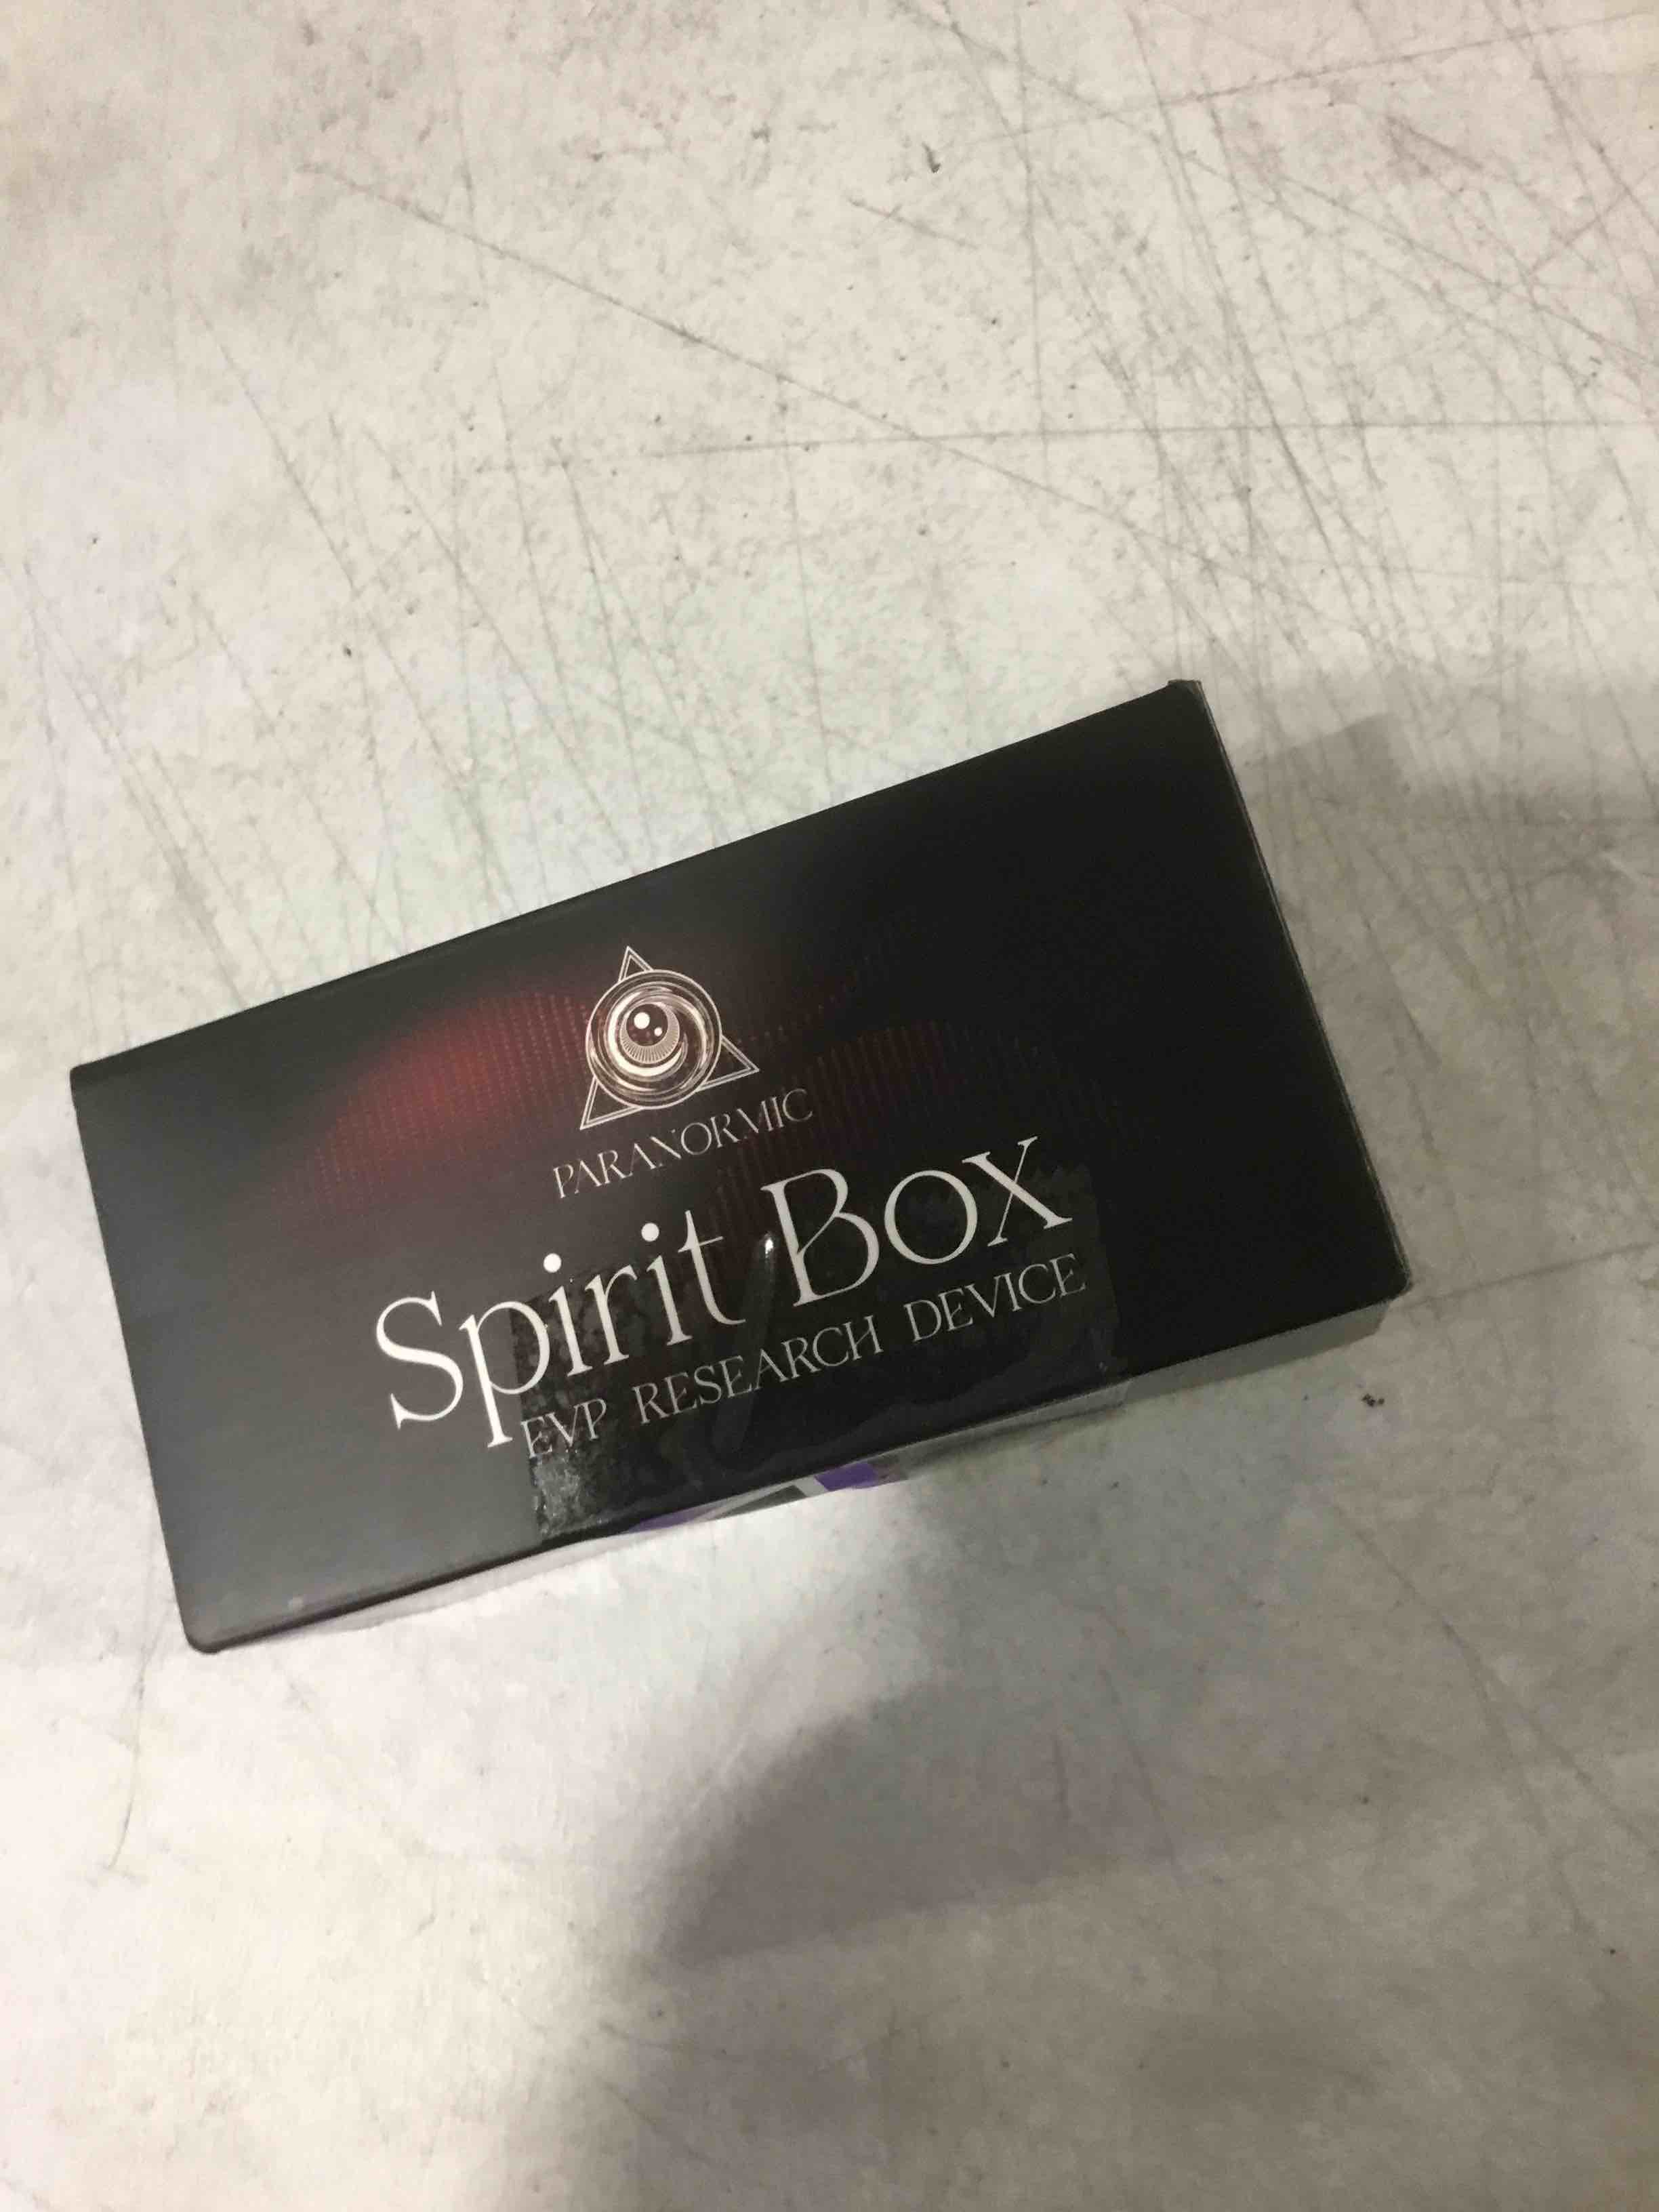 PARANORMIC
Spirit Box
EVP RESEARCH DEVICE